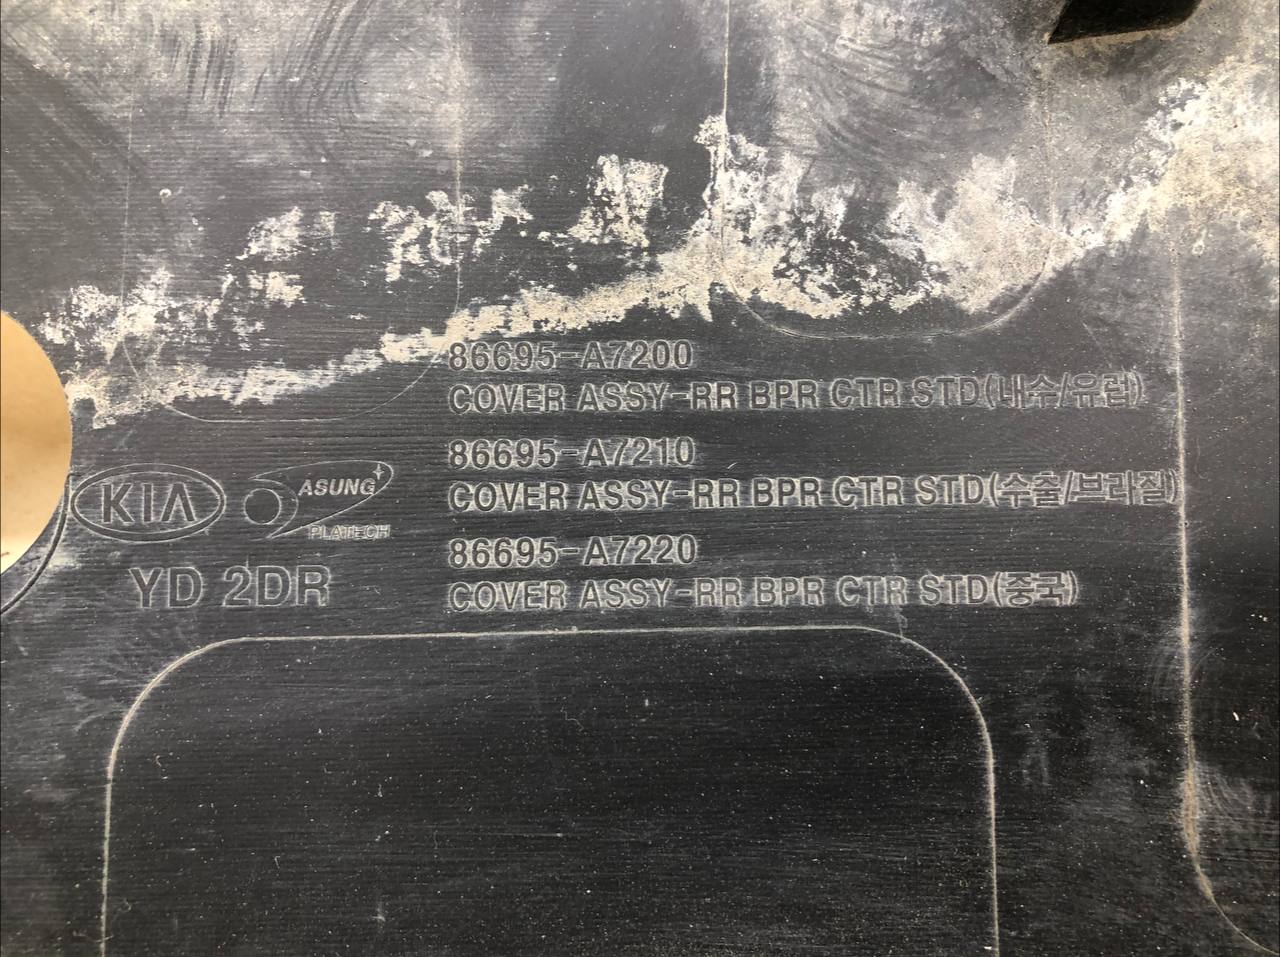 86695-A7200
COVER ASSY-RR BPR CTR STD(내수/유럽)
86695-A7210
COVER ASSY-RR BPR CTR STD(수출/브라질)
KIA
ASUNG
PLATECH
86695-A7220
YD 2DR
COVER ASSY-RR BPR CTR STD(중국)